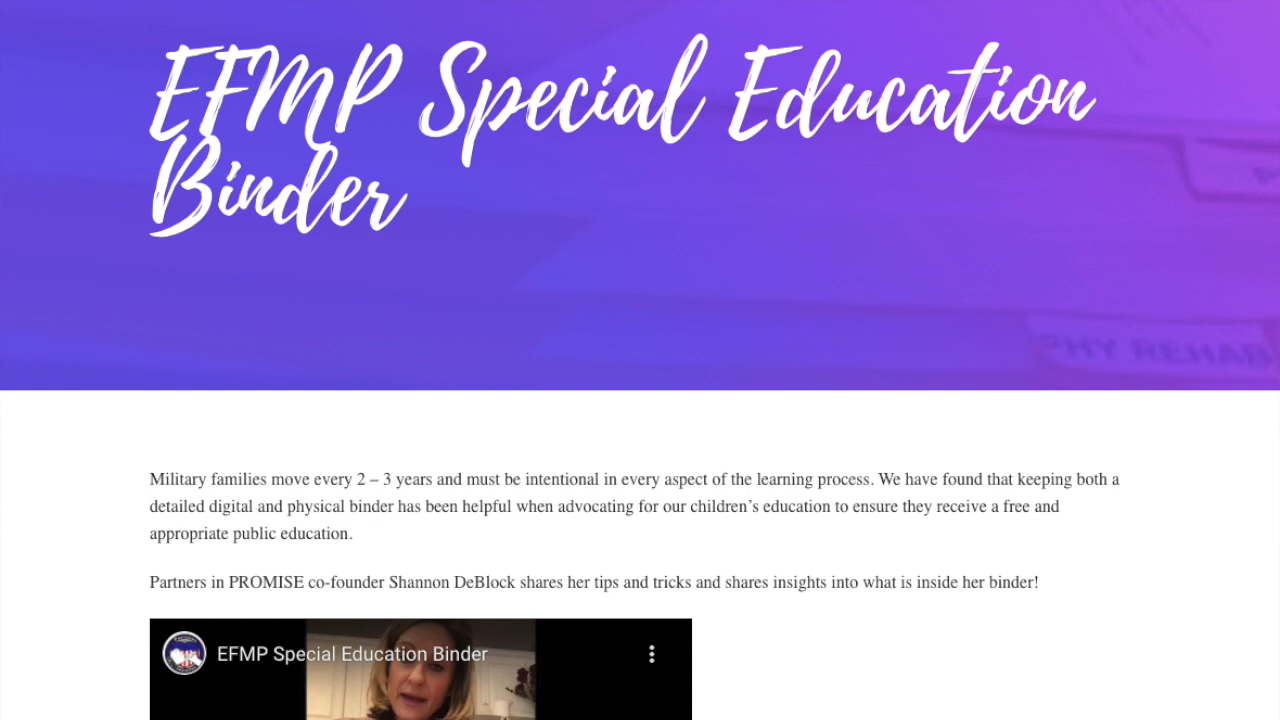 EFMP Special Education
Binder
PHY REHAB
Military families move every 2 – 3 years and must be intentional in every aspect of the learning process. We have found that keeping both a
detailed digital and physical binder has been helpful when advocating for our children’s education to ensure they receive a free and
appropriate public education.
Partners in PROMISE co-founder Shannon DeBlock shares her tips and tricks and shares insights into what is inside her binder!
EFMP Special Education Binder